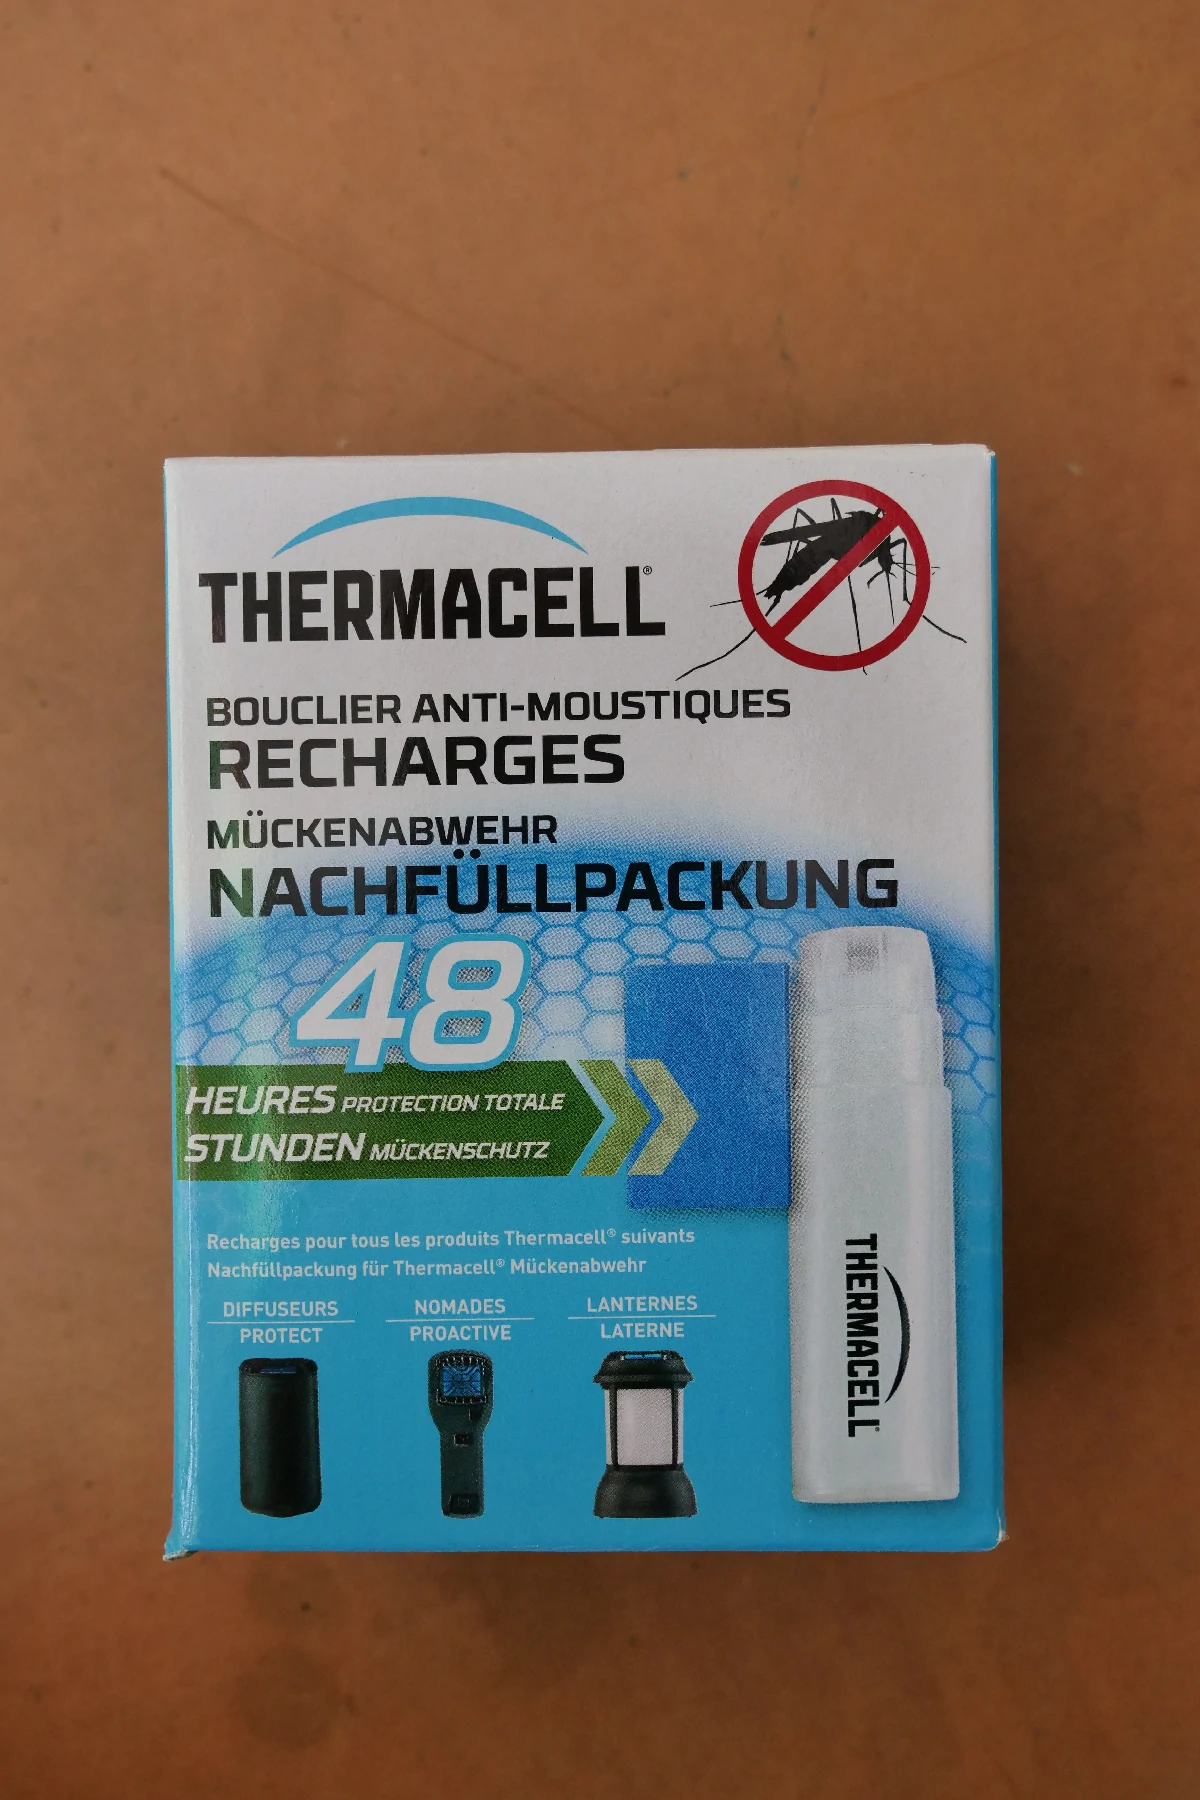 THERMACELL®
BOUCLIER ANTI-MOUSTIQUES
RECHARGES
MÜCKENABWEHR
NACHFÜLLPACKUNG
48
HEURES PROTECTION TOTALE
STUNDEN MÜCKENSCHUTZ
Recharges pour tous les produits Thermacell® suivants
Nachfüllpackung für Thermacell® Mückenabwehr
DIFFUSEURS
PROTECT
NOMADES
PROACTIVE
LANTERNES
LATERNE
THERMACELL®